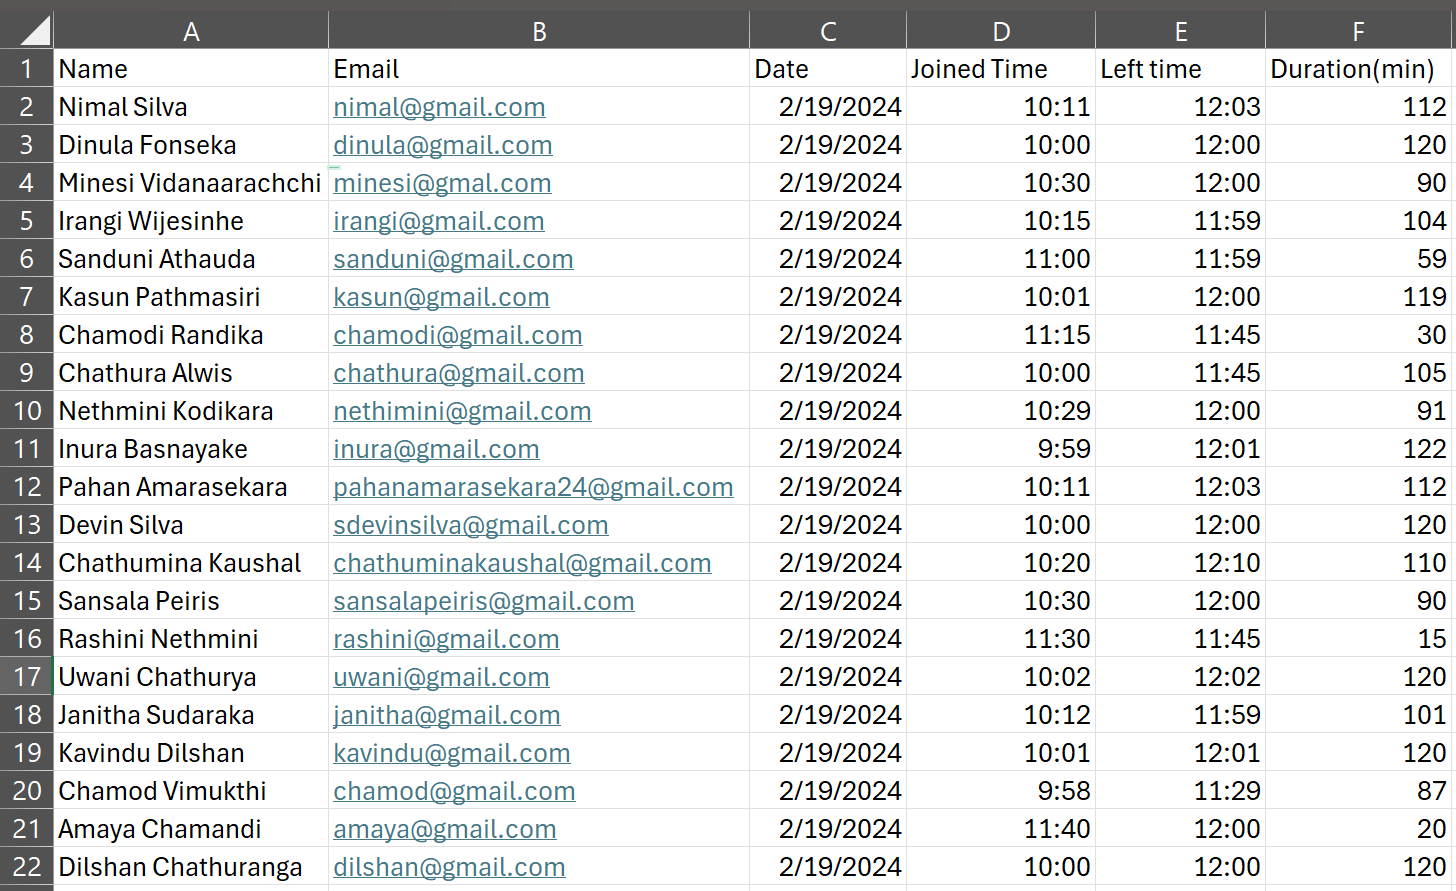 A B C D E F
1 Name Email Date Joined Time Left time Duration(min)
2 Nimal Silva nimal@gmail.com 2/19/2024 10:11 12:03 112
3 Dinula Fonseka dinula@gmail.com 2/19/2024 10:00 12:00 120
4 Minesi Vidanaarachchi minesi@gmal.com 2/19/2024 10:30 12:00 90
5 Irangi Wijesinhe irangi@gmail.com 2/19/2024 10:15 11:59 104
6 Sanduni Athauda sanduni@gmail.com 2/19/2024 11:00 11:59 59
7 Kasun Pathmasiri kasun@gmail.com 2/19/2024 10:01 12:00 119
8 Chamodi Randika chamodi@gmail.com 2/19/2024 11:15 11:45 30
9 Chathura Alwis chathura@gmail.com 2/19/2024 10:00 11:45 105
10 Nethmini Kodikara nethimini@gmail.com 2/19/2024 10:29 12:00 91
11 Inura Basnayake inura@gmail.com 2/19/2024 9:59 12:01 122
12 Pahan Amarasekara pahanamarasekara24@gmail.com 2/19/2024 10:11 12:03 112
13 Devin Silva sdevinsilva@gmail.com 2/19/2024 10:00 12:00 120
14 Chathumina Kaushal chathuminakaushal@gmail.com 2/19/2024 10:20 12:10 110
15 Sansala Peiris sansalapeiris@gmail.com 2/19/2024 10:30 12:00 90
16 Rashini Nethmini rashini@gmail.com 2/19/2024 11:30 11:45 15
17 Uwani Chathurya uwani@gmail.com 2/19/2024 10:02 12:02 120
18 Janitha Sudaraka janitha@gmail.com 2/19/2024 10:12 11:59 101
19 Kavindu Dilshan kavindu@gmail.com 2/19/2024 10:01 12:01 120
20 Chamod Vimukthi chamod@gmail.com 2/19/2024 9:58 11:29 87
21 Amaya Chamandi amaya@gmail.com 2/19/2024 11:40 12:00 20
22 Dilshan Chathuranga dilshan@gmail.com 2/19/2024 10:00 12:00 120